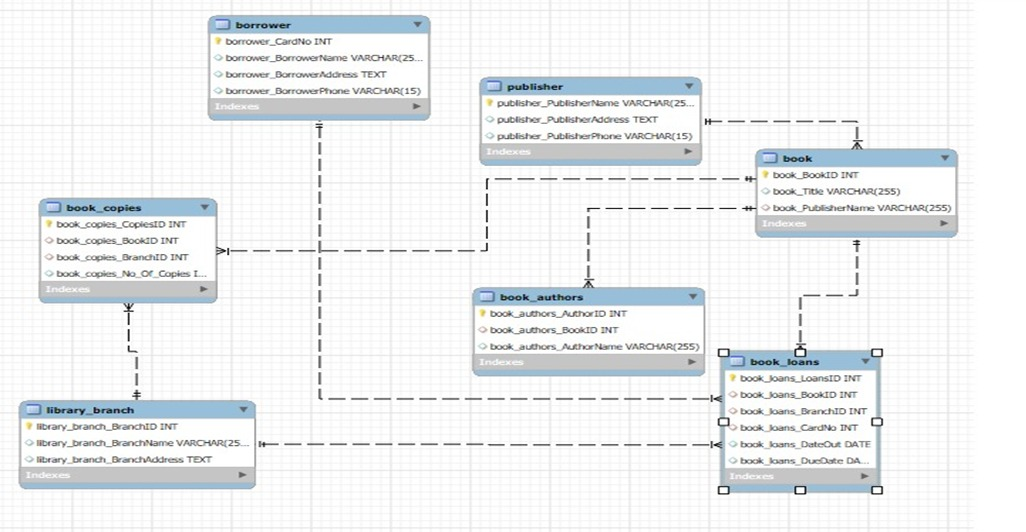 borrower
borrower_CardNo INT
borrower_BorrowerName VARCHAR(25...
borrower_BorrowerAddress TEXT
borrower_BorrowerPhone VARCHAR(15)
Indexes
publisher
publisher_PublisherName VARCHAR(25...
publisher_PublisherAddress TEXT
publisher_PublisherPhone VARCHAR(15)
Indexes
book
book_BookID INT
book_Title VARCHAR(255)
book_PublisherName VARCHAR(255)
Indexes
book_copies
book_copies_CopiesID INT
book_copies_BookID INT
book_copies_BranchID INT
book_copies_No_Of_Copies I...
Indexes
book_authors
book_authors_AuthorID INT
book_authors_BookID INT
book_authors_AuthorName VARCHAR(255)
Indexes
book_loans
book_loans_LoansID INT
book_loans_BookID INT
book_loans_BranchID INT
book_loans_CardNo INT
book_loans_DateOut DATE
book_loans_DueDate DA...
Indexes
library_branch
library_branch_BranchID INT
library_branch_BranchName VARCHAR(25...
library_branch_BranchAddress TEXT
Indexes